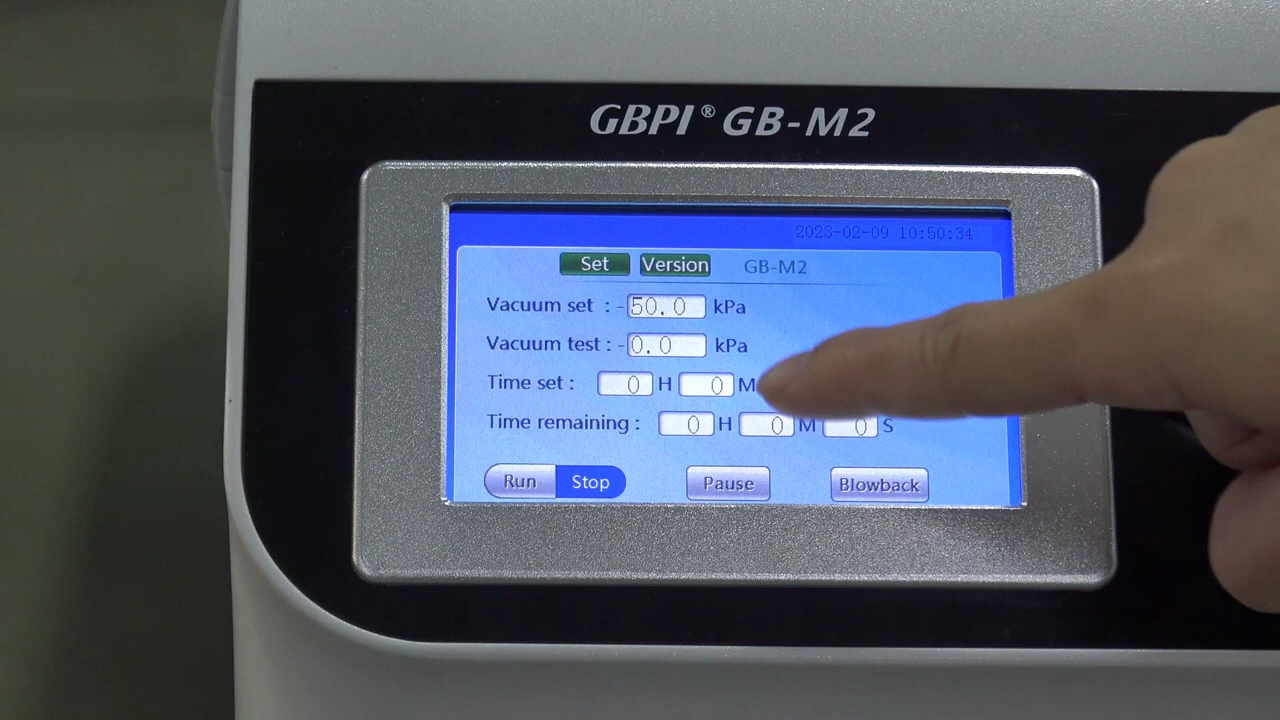 GBPI® GB-M2
2023-02-09 10:50:34
Set Version GB-M2
Vacuum set : -50.0 kPa
Vacuum test : -0.0 kPa
Time set : 0 H 0 M
Time remaining : 0 H 0 M 0 S
Run Stop Pause Blowback